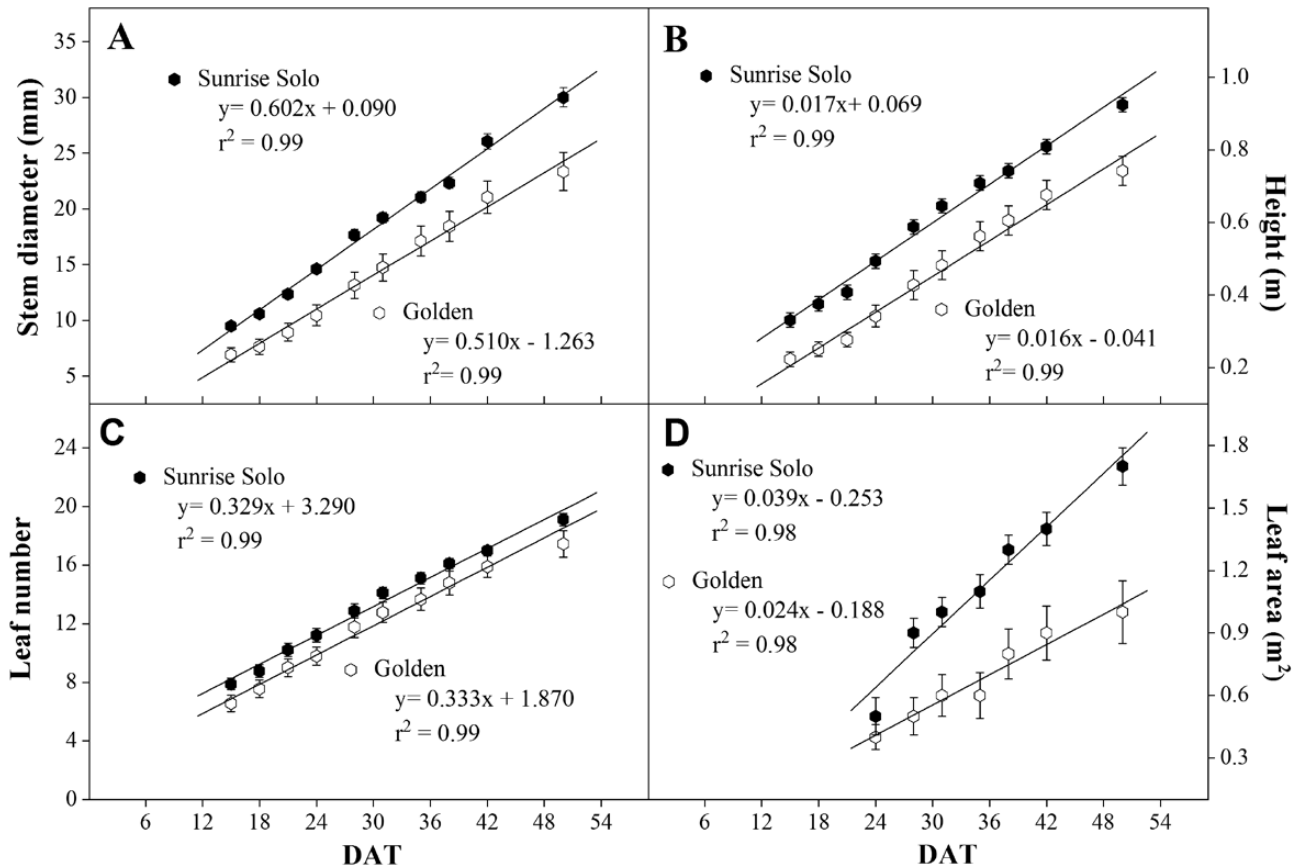 A
Sunrise Solo
y= 0.602x + 0.090
r² = 0.99
Golden
y= 0.510x - 1.263
r²= 0.99
Stem diameter (mm)
35
30
25
20
15
10
5
B
Sunrise Solo
y= 0.017x+ 0.069
r² = 0.99
Golden
y= 0.016x - 0.041
r²= 0.99
1.0
0.8
0.6
0.4
0.2
Height (m)
C
Sunrise Solo
y= 0.329x + 3.290
r² = 0.99
Golden
y= 0.333x + 1.870
r² = 0.99
Leaf number
24
20
16
12
8
4
0
6 12 18 24 30 36 42 48 54
DAT
D
Sunrise Solo
y= 0.039x - 0.253
r² = 0.98
Golden
y= 0.024x - 0.188
r² = 0.98
1.8
1.5
1.2
0.9
0.6
0.3
Leaf area (m²)
6 12 18 24 30 36 42 48 54
DAT